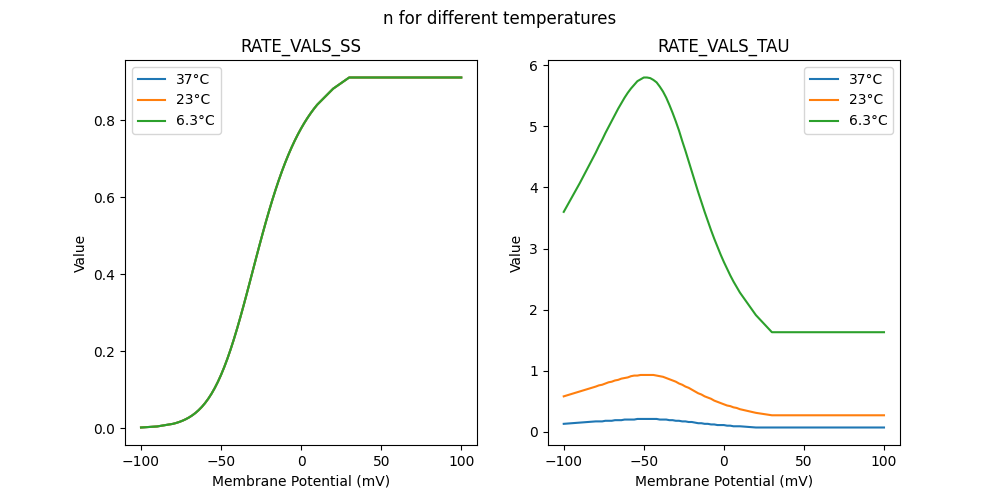 n for different temperatures
RATE_VALS_SS
37°C
23°C
6.3°C
Value
0.8
0.6
0.4
0.2
0.0
−100
−50
0
50
100
Membrane Potential (mV)
RATE_VALS_TAU
37°C
23°C
6.3°C
Value
6
5
4
3
2
1
0
−100
−50
0
50
100
Membrane Potential (mV)